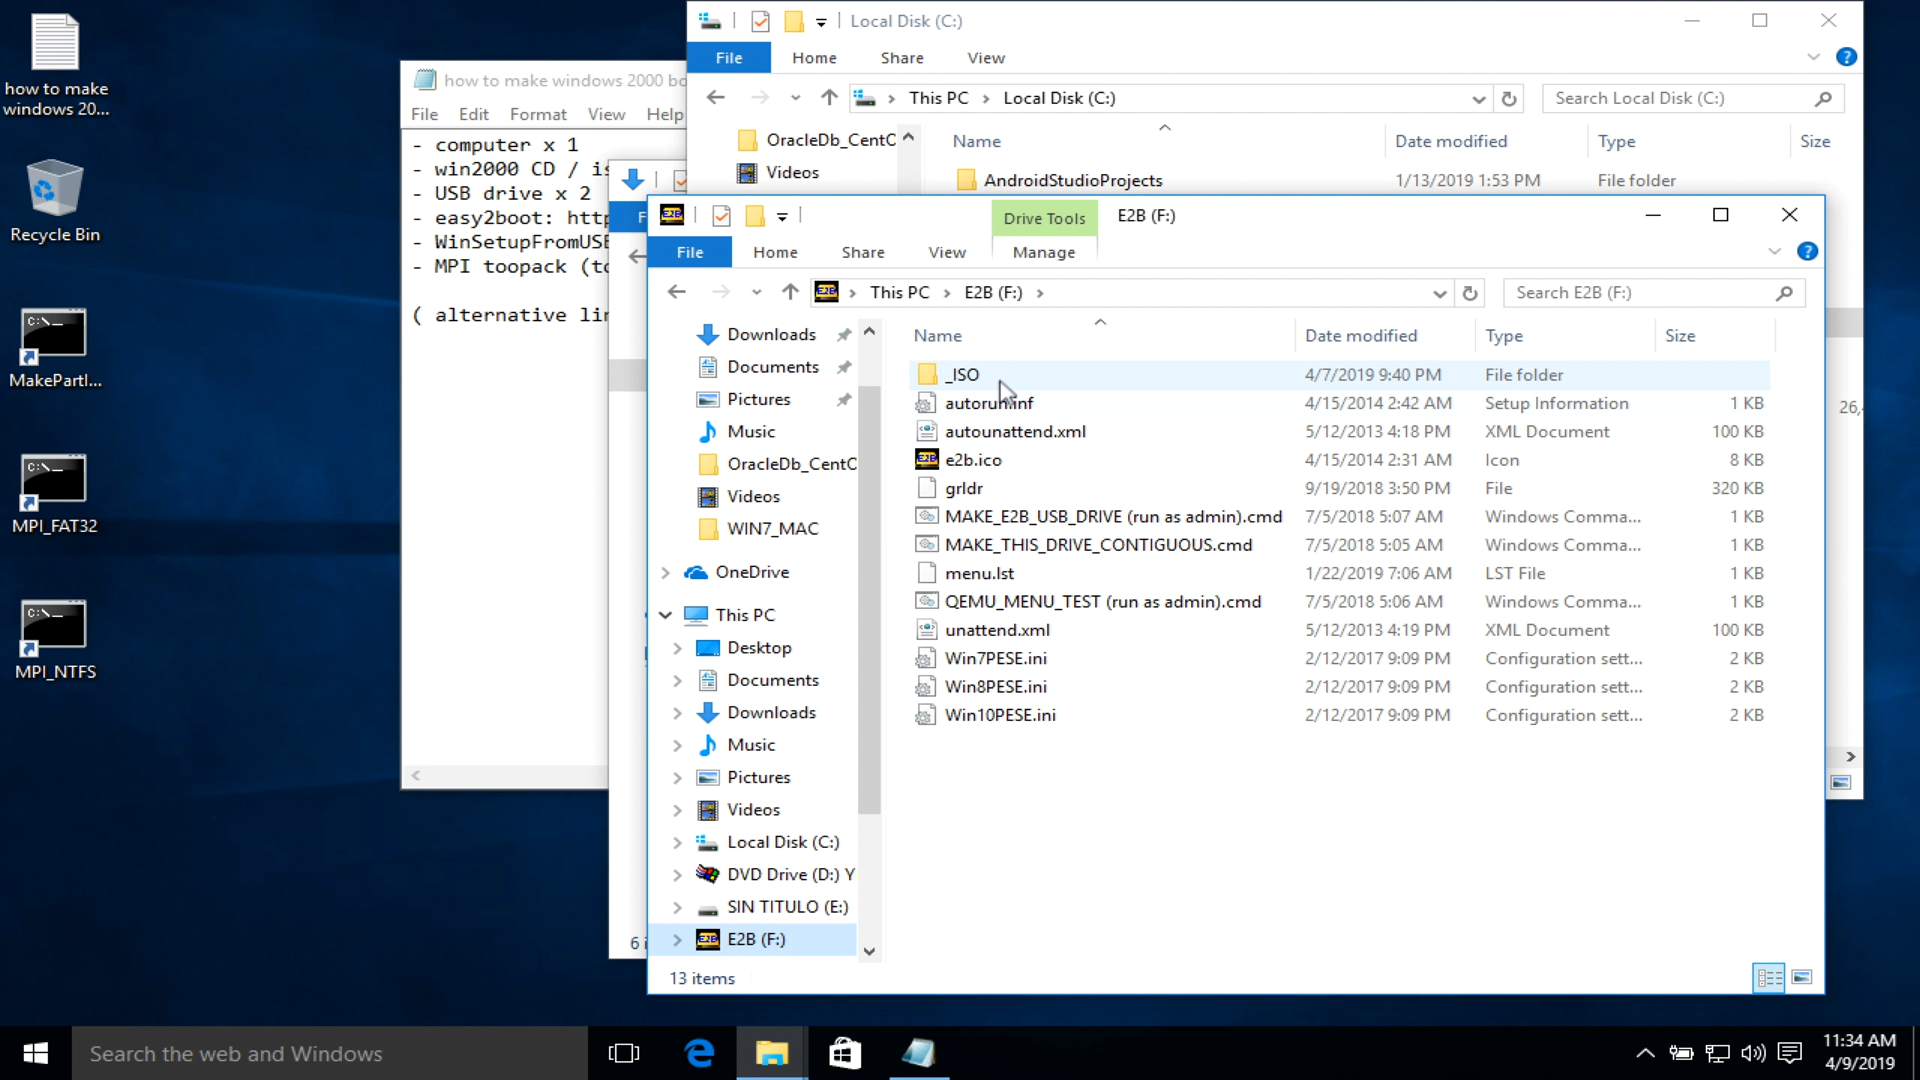 how to make
windows 20...
Recycle Bin
MakePartI...
MPI_FAT32
MPI_NTFS
how to make windows 2000 bo
File Edit Format View Help
- computer x 1
- win2000 CD / is
- USB drive x 2
- easy2boot: http
- WinSetupFromUSB
- MPI toopack (to
( alternative lin
Local Disk (C:)
File Home Share View
This PC > Local Disk (C:)
Search Local Disk (C:)
OracleDb_CentC
Videos
Name Date modified Type Size
AndroidStudioProjects 1/13/2019 1:53 PM File folder
26,
F
6 i
Drive Tools
E2B (F:)
File Home Share View Manage
This PC > E2B (F:) >
Search E2B (F:)
Downloads
Documents
Pictures
Music
OracleDb_CentC
Videos
WIN7_MAC
OneDrive
This PC
Desktop
Documents
Downloads
Music
Pictures
Videos
Local Disk (C:)
DVD Drive (D:) Y
SIN TITULO (E:)
E2B (F:)
Name Date modified Type Size
_ISO 4/7/2019 9:40 PM File folder
autorun.inf 4/15/2014 2:42 AM Setup Information 1 KB
autounattend.xml 5/12/2013 4:18 PM XML Document 100 KB
e2b.ico 4/15/2014 2:31 AM Icon 8 KB
grldr 9/19/2018 3:50 PM File 320 KB
MAKE_E2B_USB_DRIVE (run as admin).cmd 7/5/2018 5:07 AM Windows Comma... 1 KB
MAKE_THIS_DRIVE_CONTIGUOUS.cmd 7/5/2018 5:05 AM Windows Comma... 1 KB
menu.lst 1/22/2019 7:06 AM LST File 1 KB
QEMU_MENU_TEST (run as admin).cmd 7/5/2018 5:06 AM Windows Comma... 1 KB
unattend.xml 5/12/2013 4:19 PM XML Document 100 KB
Win7PESE.ini 2/12/2017 9:09 PM Configuration sett... 2 KB
Win8PESE.ini 2/12/2017 9:09 PM Configuration sett... 2 KB
Win10PESE.ini 2/12/2017 9:09 PM Configuration sett... 2 KB
13 items
Search the web and Windows
11:34 AM
4/9/2019